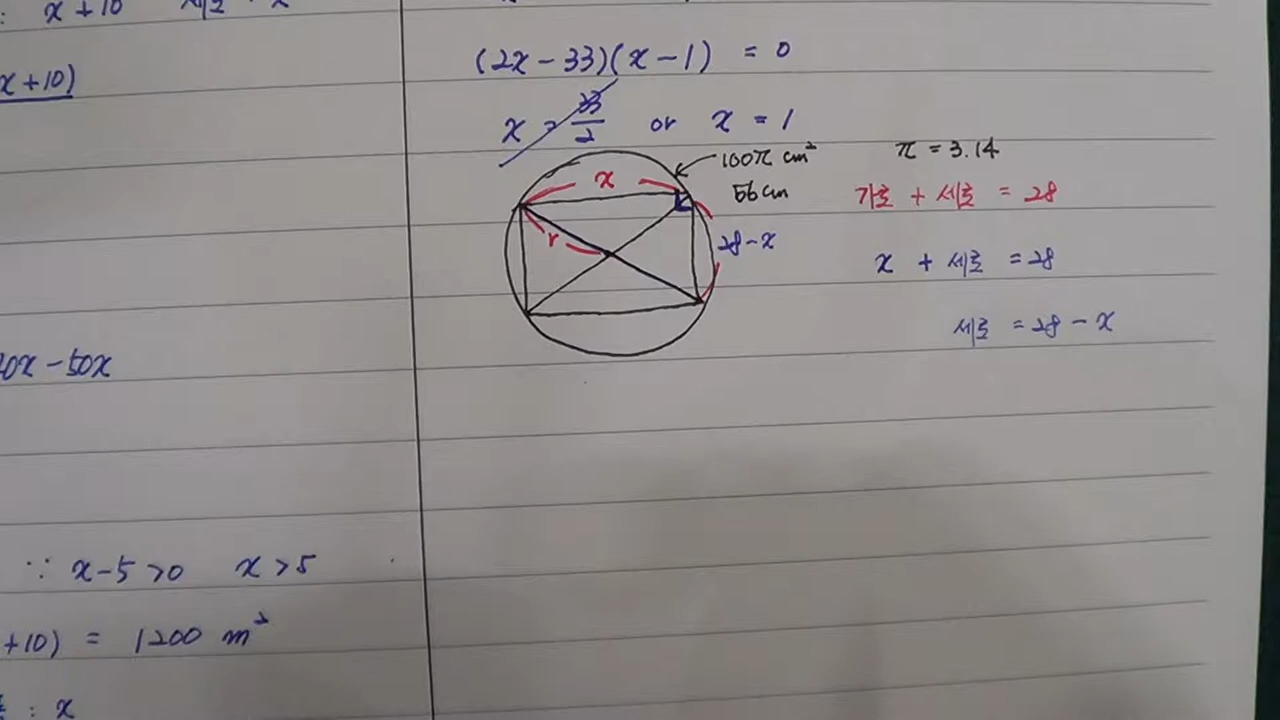 : x+10
x+10)
0x-50x
∵ x-5>0 x>5
+10) = 1200 m²
: x
(2x-33)(x-1) = 0
x = 33/2 or x = 1
100π cm²
56cm
x
r
28-x
π = 3.14
가로 + 세로 = 28
x + 세로 = 28
세로 = 28-x